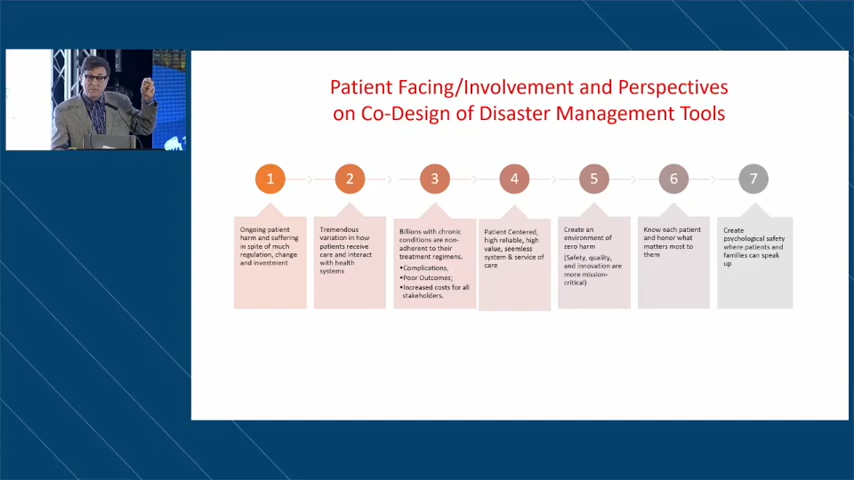 Patient Facing/Involvement and Perspectives
on Co-Design of Disaster Management Tools
1
2
3
4
5
6
7
Ongoing patient
harm and suffering
in spite of much
regulation, change
and investment
Tremendous
variation in how
patients receive
care and interact
with health
systems
Billions with chronic
conditions are non-
adherent to their
treatment regimens.
•Complications,
•Poor Outcomes;
•Increased costs for all
stakeholders.
Patient Centered,
high reliable, high
value, seemless
system & service of
care
Create an
environment of
zero harm
(Safety, quality,
and innovation are
more mission-
critical)
Know each patient
and honor what
matters most to
them
Create
psychological safety
where patients and
families can speak
up